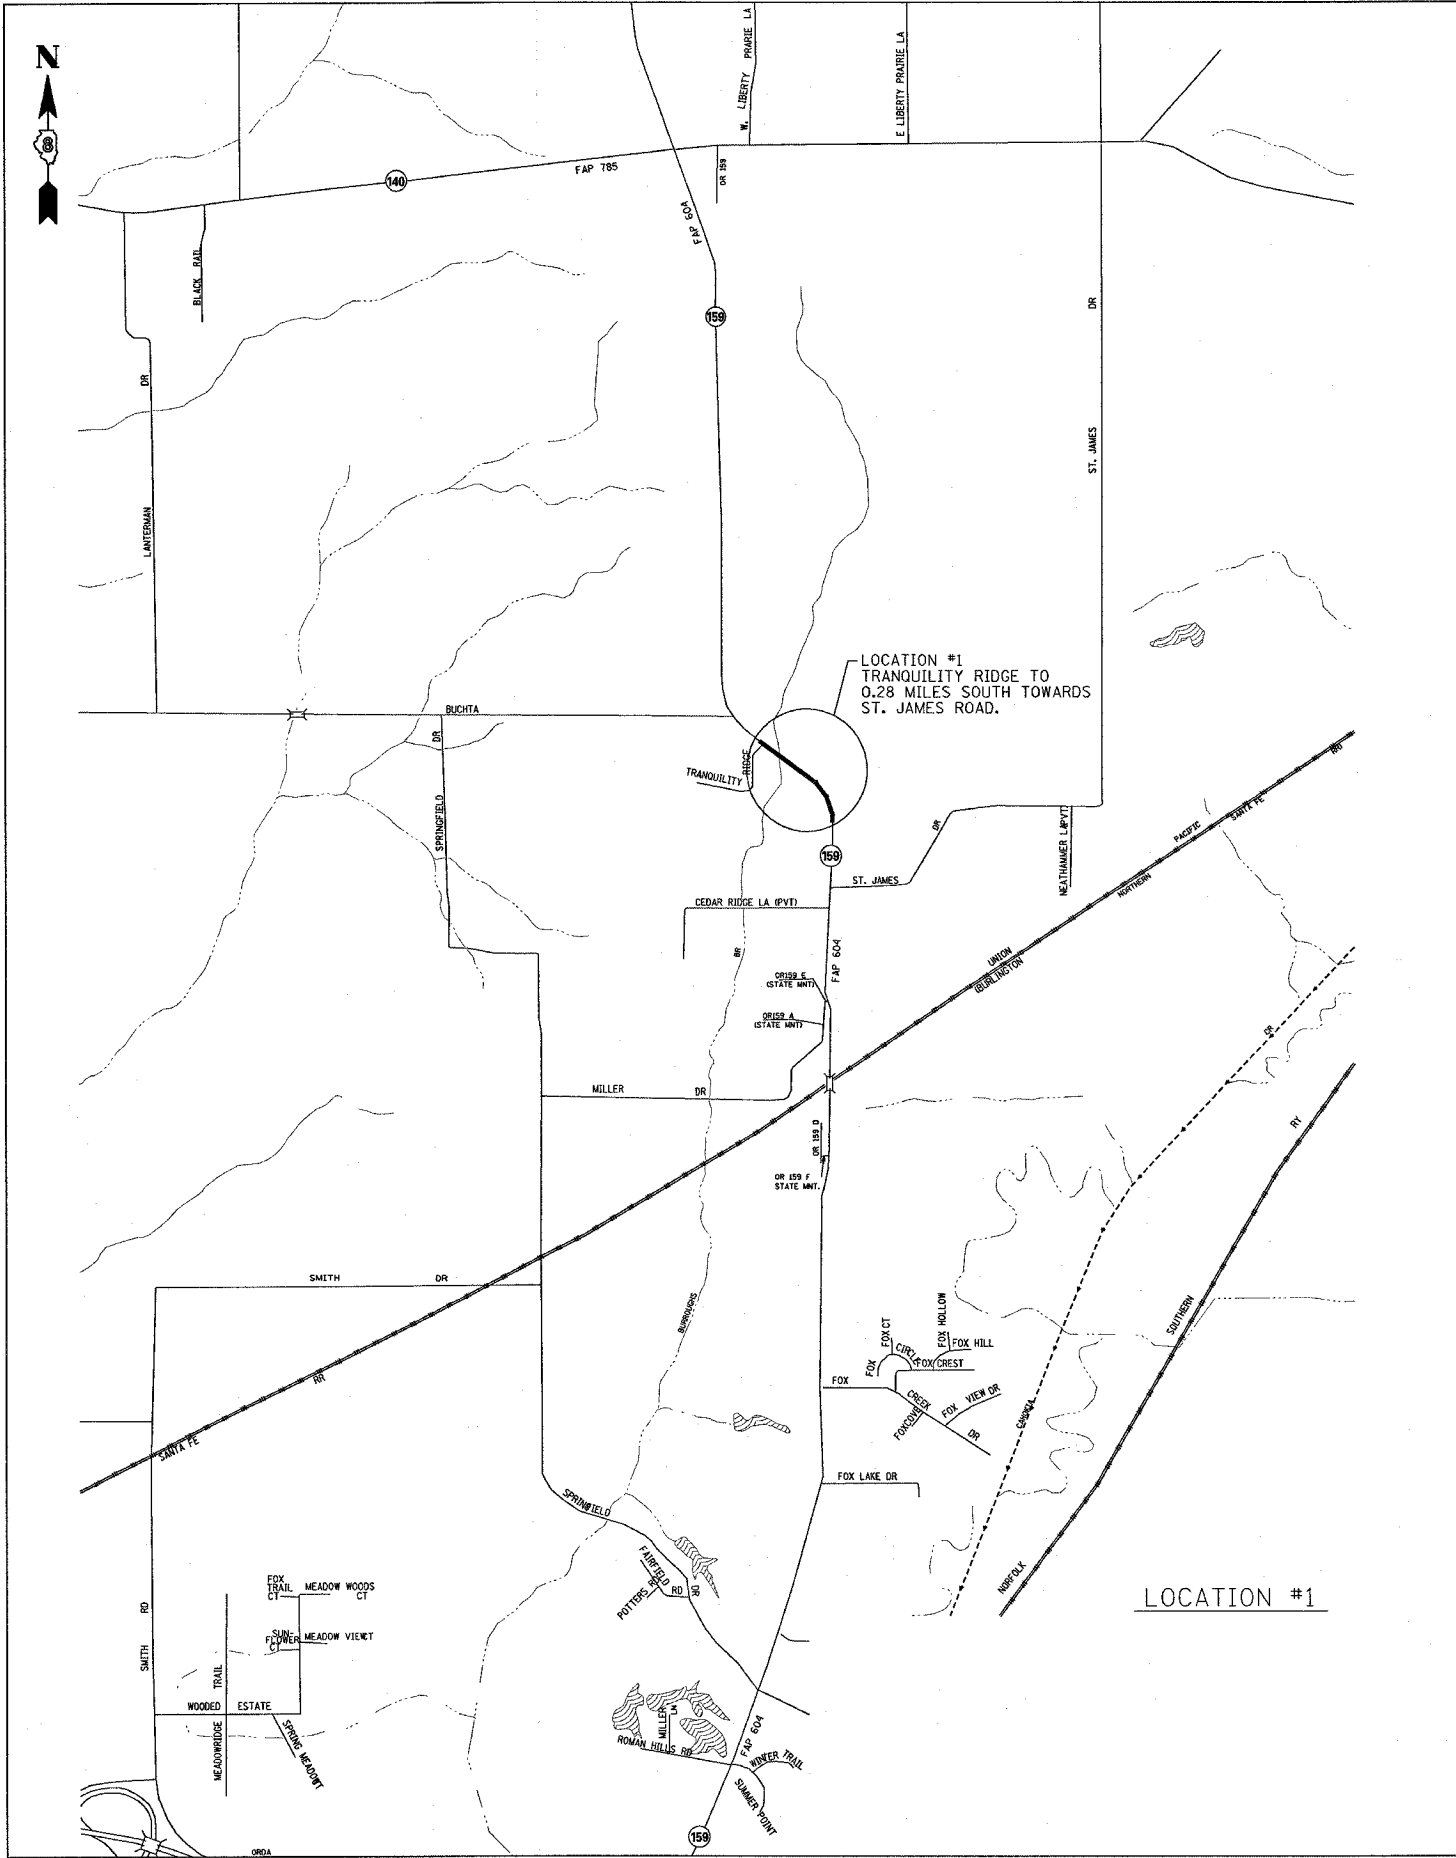 N
W. LIBERTY PRARIE LA
E LIBERTY PRAIRIE LA
140
FAP 785
OR 159
FAP 60A
BLACK RAIL
159
DR
DR
LANTERMAN
ST. JAMES
LOCATION #1
TRANQUILITY RIDGE TO
0.28 MILES SOUTH TOWARDS
ST. JAMES ROAD.
BUCHTA
DR
TRANQUILITY
RIDGE
SPRINGFIELD
159
ST. JAMES
DR
NEATHAMMER LA(PVT)
PACIFIC
SANTA FE
RR)
NORTHERN
UNION
(BURLINGTON
CEDAR RIDGE LA (PVT)
BR
FAP 604
OR159 E
(STATE MNT)
OR159 A
(STATE MNT)
MILLER
DR
OR 159 D
OR 159 F
STATE MNT.
DR
RY
SMITH
DR
BURROUGHS
SOUTHERN
RR
SANTA FE
FOX CT
FOX
CIRCLE
FOX HOLLOW
FOX HILL
FOX CREST
FOX
CREEK
FOXCOVE
FOX VIEW DR
DR
CAHOKIA
FOX LAKE DR
SPRINGFIELD
FAIRFIELD
RD
DR
POTTERS RD
NORFOLK
LOCATION #1
FOX
TRAIL
CT
MEADOW WOODS
CT
SUN-
FLOWER
CT
MEADOW VIEWCT
SMITH
RD
TRAIL
WOODED
ESTATE
MEADOWRIDGE
SPRING MEADOWT
MILLER
LN
ROMAN HILLS RD
FAP 604
WINTER TRAIL
SUMMER POINT
159
ORDA